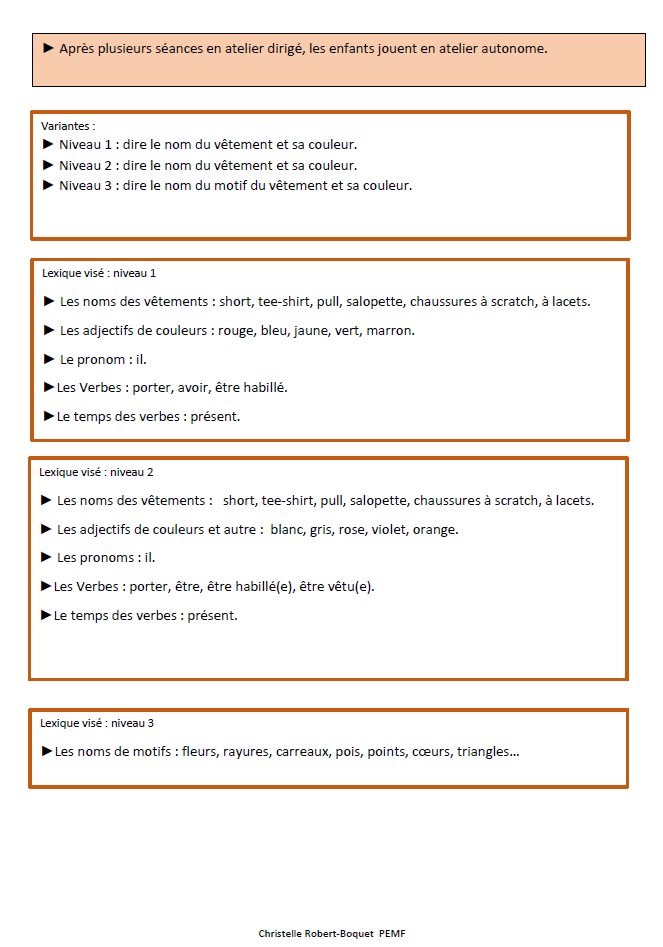 ► Après plusieurs séances en atelier dirigé, les enfants jouent en atelier autonome.
Variantes :
► Niveau 1 : dire le nom du vêtement et sa couleur.
► Niveau 2 : dire le nom du vêtement et sa couleur.
► Niveau 3 : dire le nom du motif du vêtement et sa couleur.
Lexique visé : niveau 1
► Les noms des vêtements : short, tee-shirt, pull, salopette, chaussures à scratch, à lacets.
► Les adjectifs de couleurs : rouge, bleu, jaune, vert, marron.
► Le pronom : il.
►Les Verbes : porter, avoir, être habillé.
►Le temps des verbes : présent.
Lexique visé : niveau 2
► Les noms des vêtements : short, tee-shirt, pull, salopette, chaussures à scratch, à lacets.
► Les adjectifs de couleurs et autre : blanc, gris, rose, violet, orange.
► Les pronoms : il.
►Les Verbes : porter, être, être habillé(e), être vêtu(e).
►Le temps des verbes : présent.
Lexique visé : niveau 3
►Les noms de motifs : fleurs, rayures, carreaux, pois, points, cœurs, triangles…
Christelle Robert-Boquet PEMF